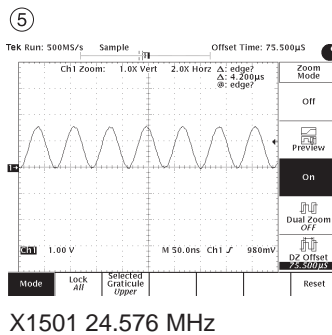 5
Tek Run: 500MS/s Sample Offset Time: 75.500µS
Ch1 Zoom: 1.0X Vert 2.0X Horz Δ: edge?
Δ: 4.200µs
@: edge?
Zoom
Mode
Off
Preview
On
Dual Zoom
OFF
DZ Offset
75.500µS
1
Ch1 1.00 V M 50.0ns Ch1 980mV
Mode
Lock
All
Selected
Graticule
Upper
Reset
X1501 24.576 MHz